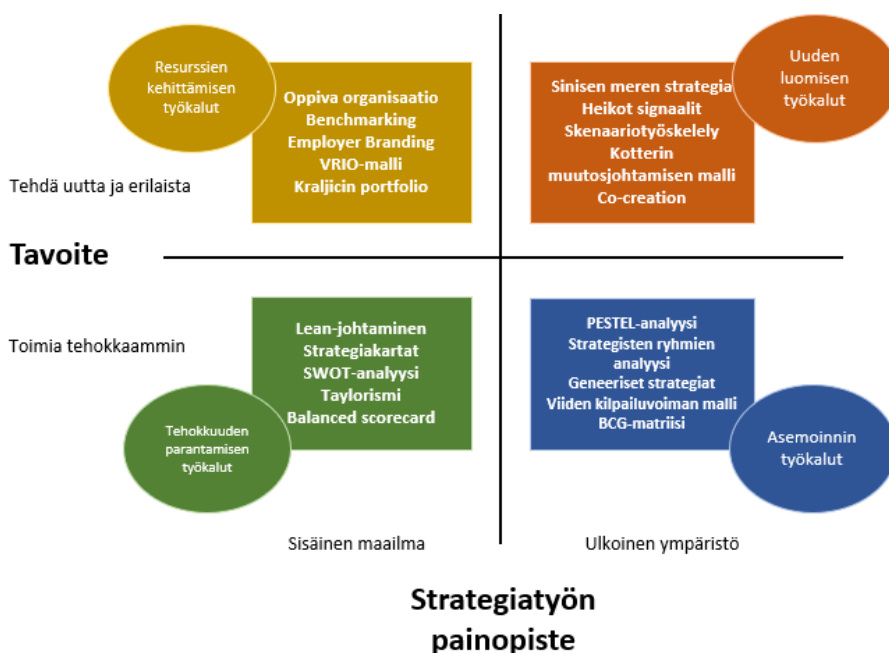 Resurssien
kehittämisen
työkalut
Oppiva organisaatio
Benchmarking
Employer Branding
VRIO-malli
Kraljicin portfolio
Sinisen meren strategia
Heikot signaalit
Skenaariotyöskelely
Kotterin
muutosjohtamisen malli
Co-creation
Uuden
luomisen
työkalut
Tehdä uutta ja erilaista
Tavoite
Toimia tehokkaammin
Lean-johtaminen
Strategiakartat
SWOT-analyysi
Taylorismi
Balanced scorecard
Tehokkuuden
parantamisen
työkalut
PESTEL-analyysi
Strategisten ryhmien
analyysi
Geneeriset strategiat
Viiden kilpailuvoiman malli
BCG-matriisi
Asemoinnin
työkalut
Sisäinen maailma
Ulkoinen ympäristö
Strategiatyön
painopiste